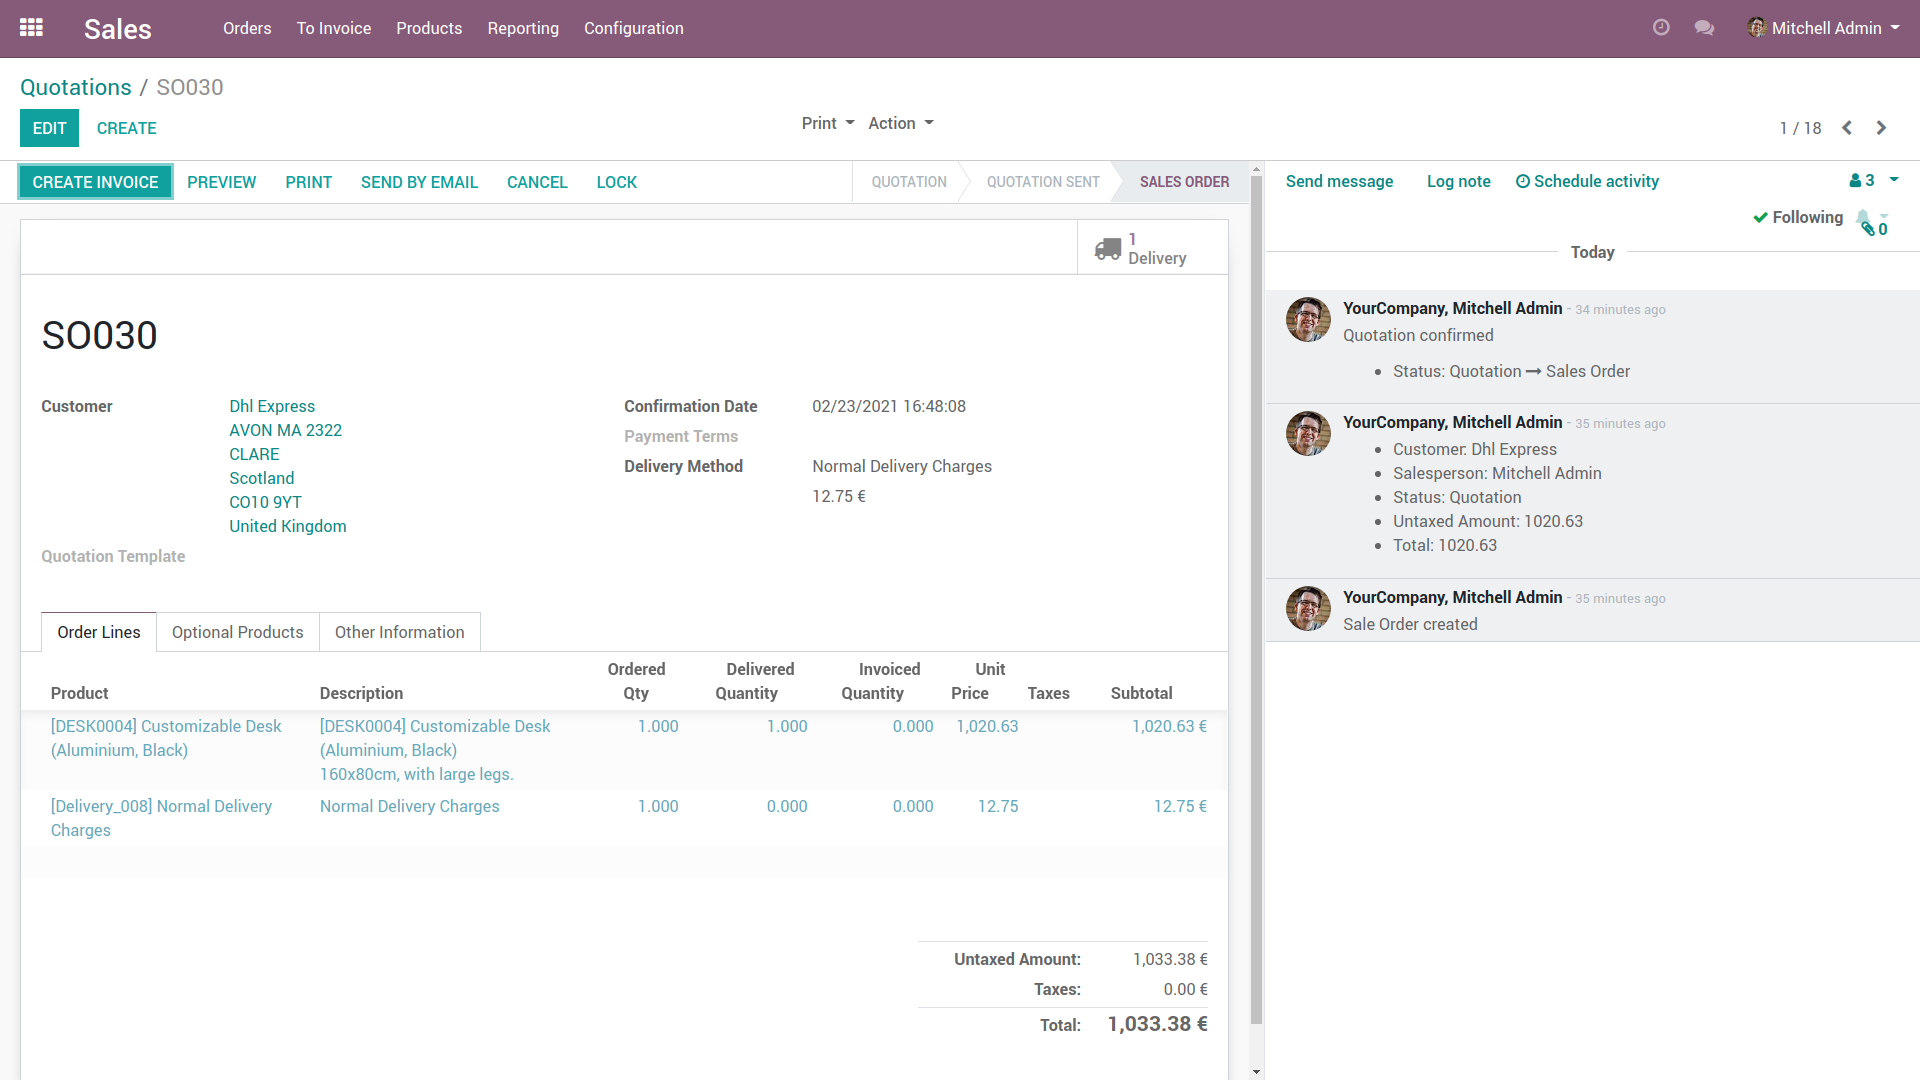 Sales
Orders To Invoice Products Reporting Configuration
Mitchell Admin
Quotations / SO030
EDIT CREATE
Print Action
1 / 18
CREATE INVOICE PREVIEW PRINT SEND BY EMAIL CANCEL LOCK
QUOTATION QUOTATION SENT SALES ORDER
1
Delivery
SO030
Customer
Dhl Express
AVON MA 2322
CLARE
Scotland
CO10 9YT
United Kingdom
Quotation Template
Confirmation Date 02/23/2021 16:48:08
Payment Terms
Delivery Method Normal Delivery Charges
12.75 €
Order Lines Optional Products Other Information
Product Description Ordered Qty Delivered Quantity Invoiced Quantity Unit Price Taxes Subtotal
[DESK0004] Customizable Desk [DESK0004] Customizable Desk 1.000 1.000 0.000 1,020.63 1,020.63 €
(Aluminium, Black) (Aluminium, Black)
160x80cm, with large legs.
[Delivery_008] Normal Delivery Normal Delivery Charges 1.000 0.000 0.000 12.75 12.75 €
Charges
Untaxed Amount: 1,033.38 €
Taxes: 0.00 €
Total: 1,033.38 €
Send message Log note Schedule activity 3
Following
0
Today
YourCompany, Mitchell Admin - 34 minutes ago
Quotation confirmed
• Status: Quotation → Sales Order
YourCompany, Mitchell Admin - 35 minutes ago
• Customer: Dhl Express
• Salesperson: Mitchell Admin
• Status: Quotation
• Untaxed Amount: 1020.63
• Total: 1020.63
YourCompany, Mitchell Admin - 35 minutes ago
Sale Order created